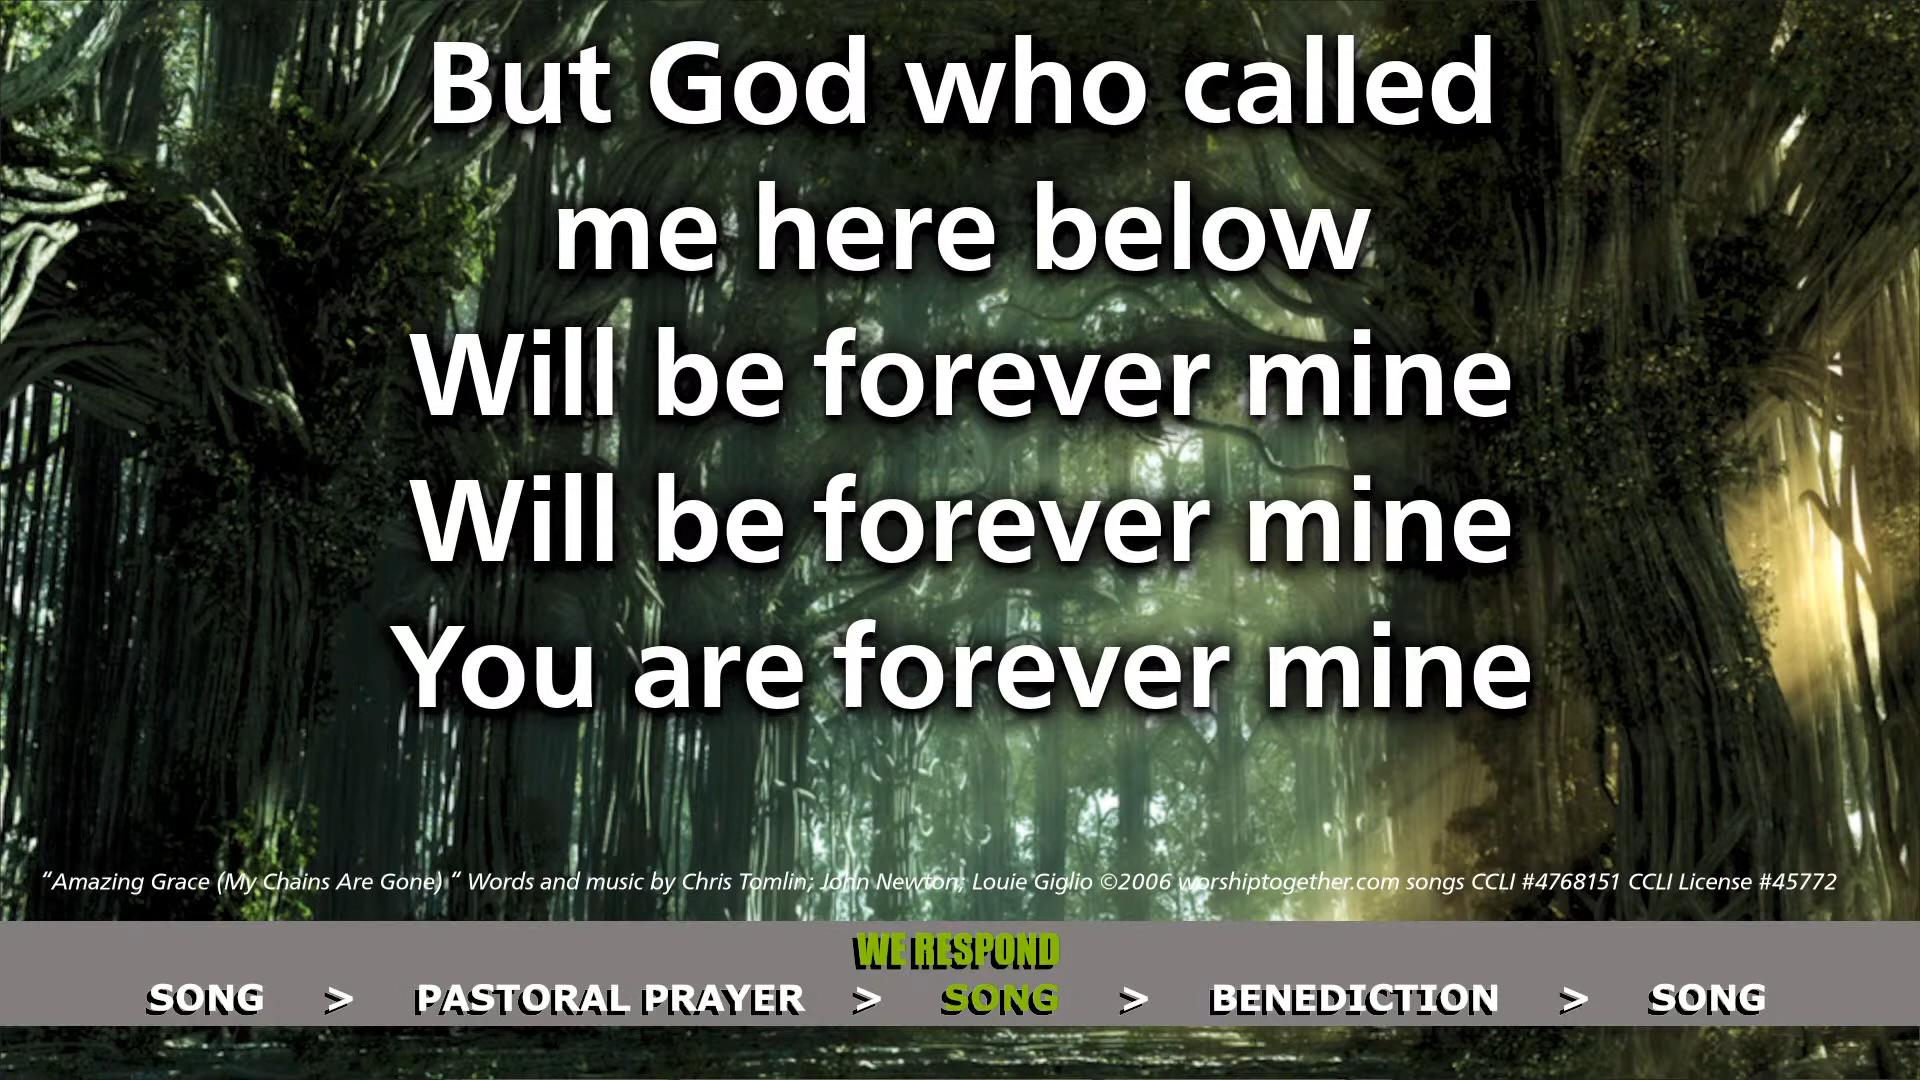 But God who called
me here below
Will be forever mine
Will be forever mine
You are forever mine
“Amazing Grace (My Chains Are Gone) “ Words and music by Chris Tomlin; John Newton; Louie Giglio ©2006 worshiptogether.com songs CCLI #4768151 CCLI License #45772
WE RESPOND
SONG > PASTORAL PRAYER > SONG > BENEDICTION > SONG